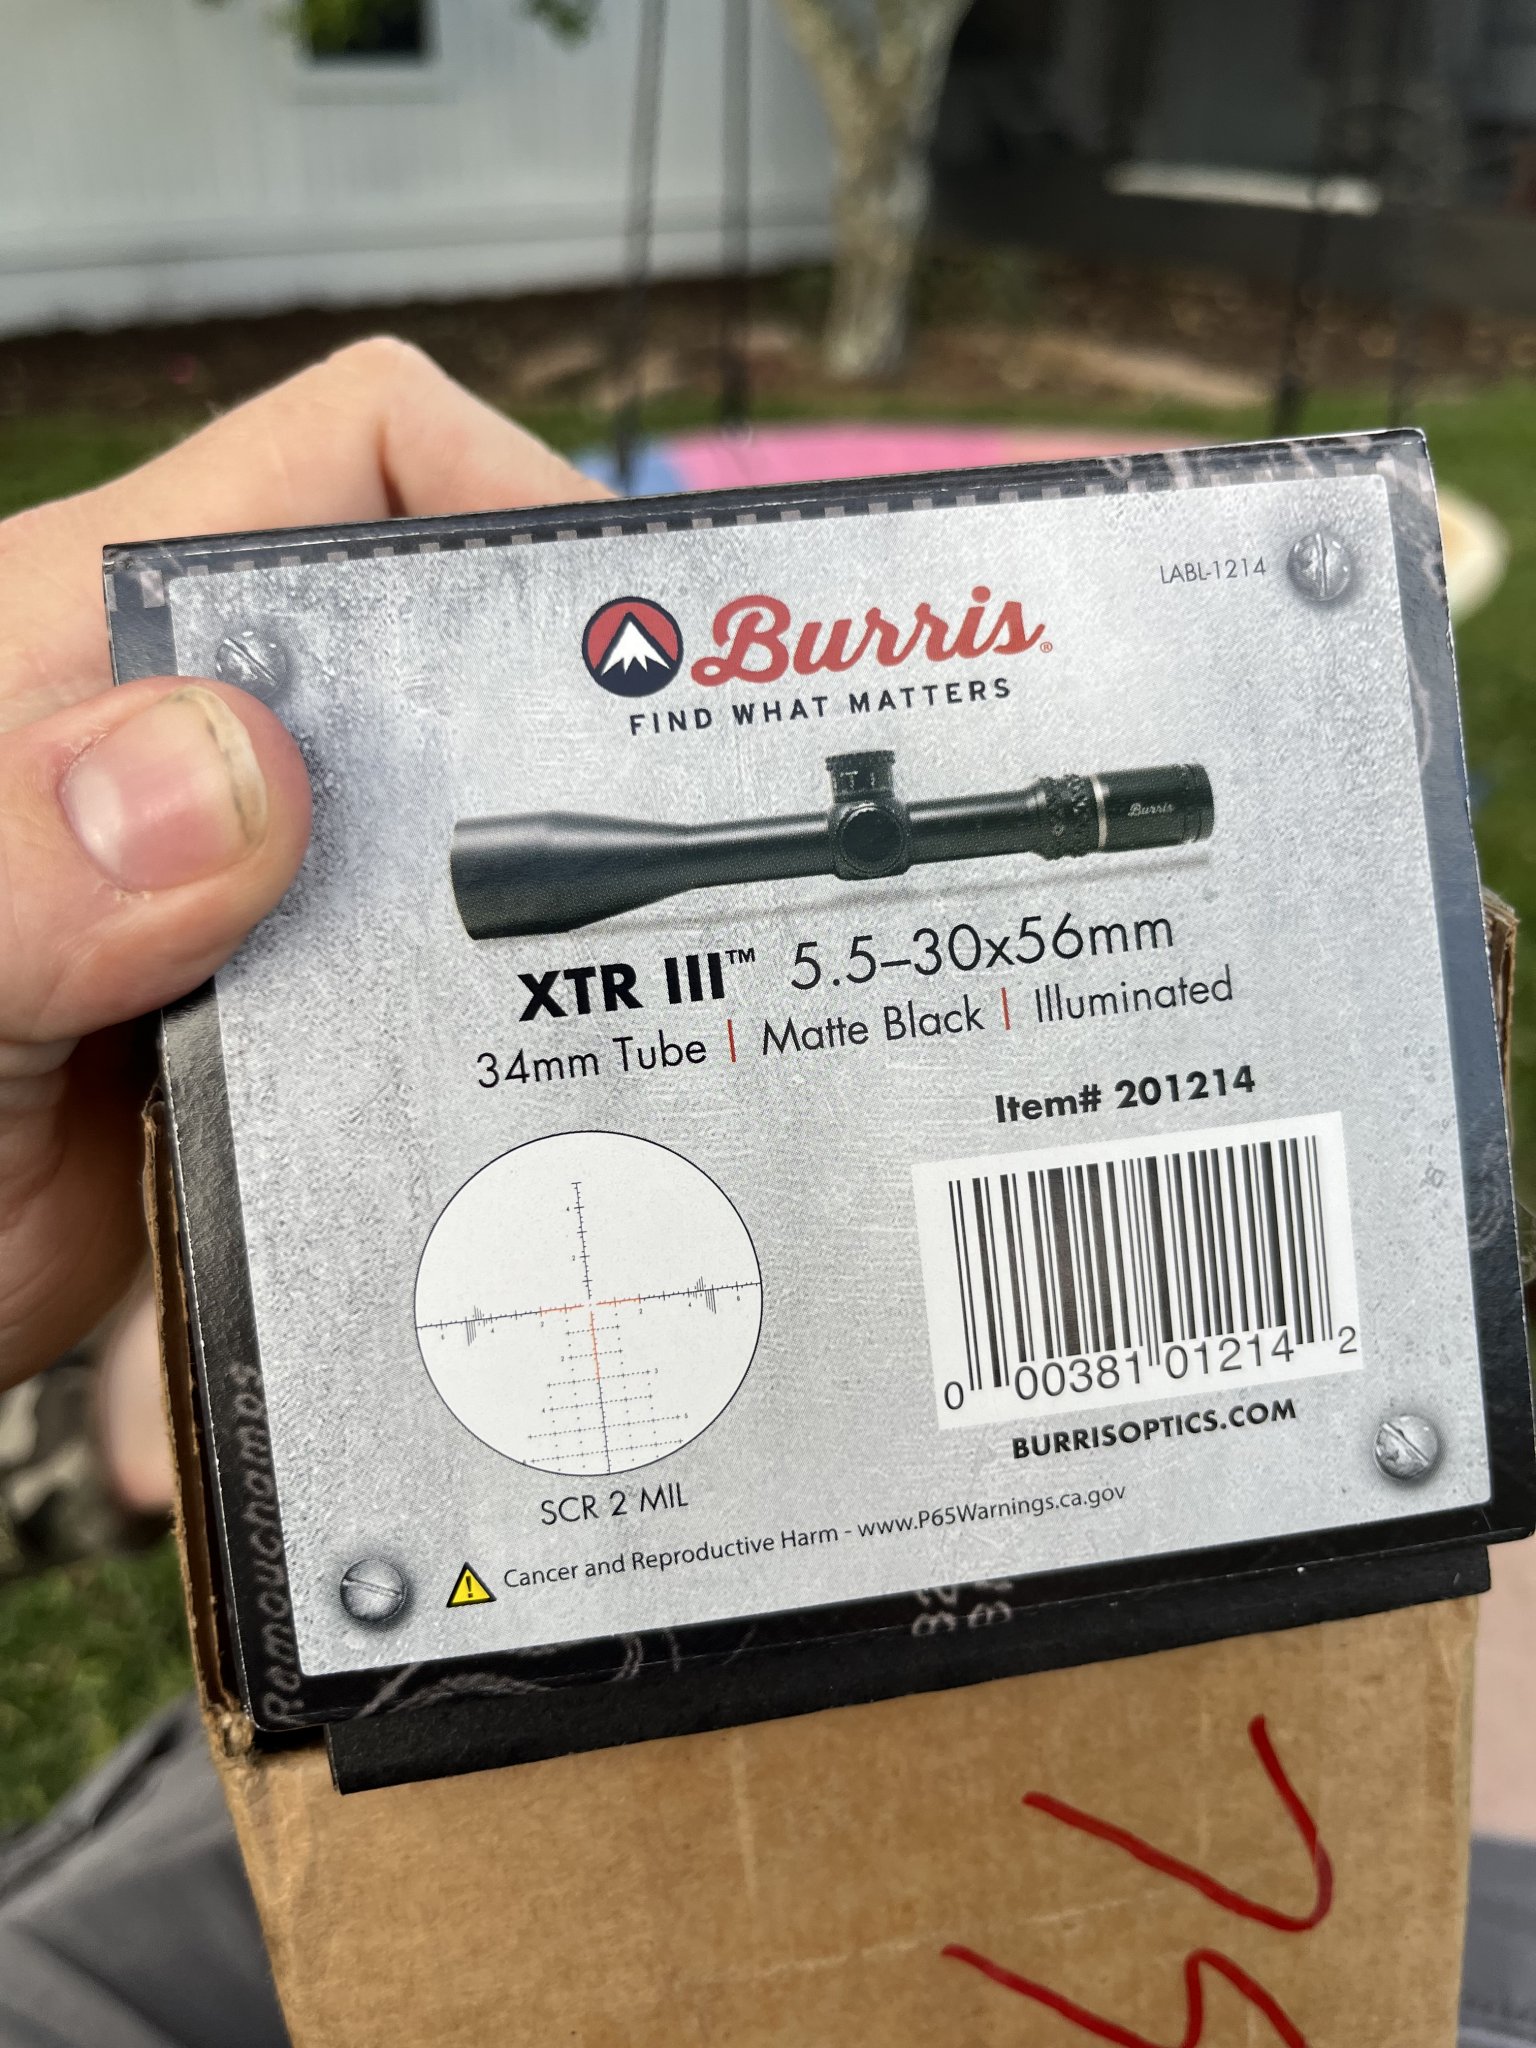 LABL-1214
Burris®
FIND WHAT MATTERS
Burris
XTR III™ 5.5–30x56mm
34mm Tube | Matte Black | Illuminated
Item# 201214
0 00381 01214 2
BURRISOPTICS.COM
SCR 2 MIL
Cancer and Reproductive Harm - www.P65Warnings.ca.gov